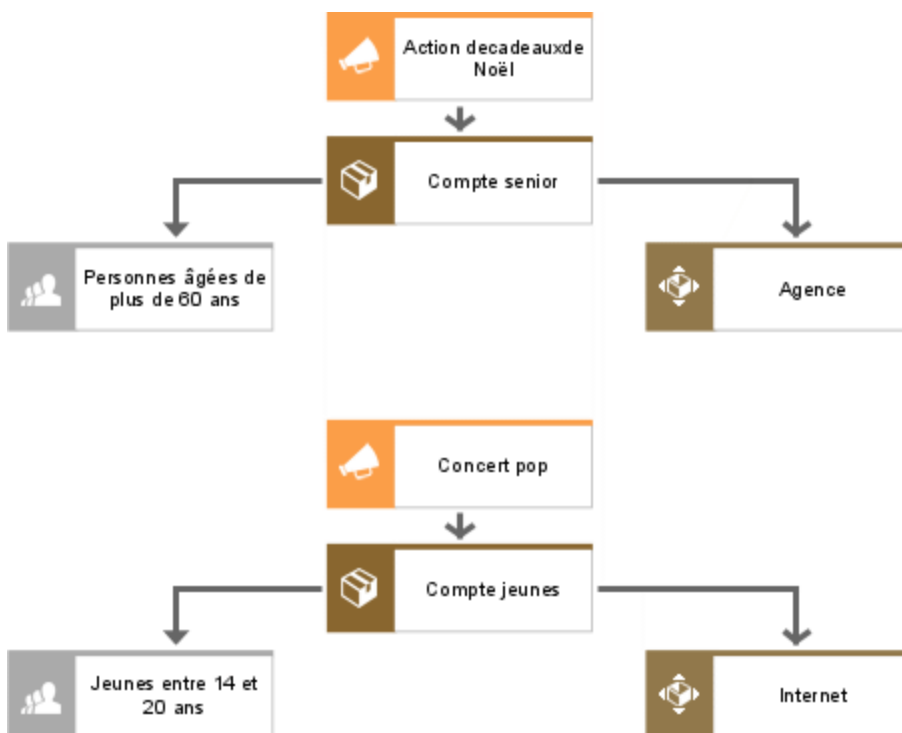 Action decadeauxde
Noël
Compte senior
Personnes âgées de
plus de 60 ans
Agence
Concert pop
Compte jeunes
Jeunes entre 14 et
20 ans
Internet